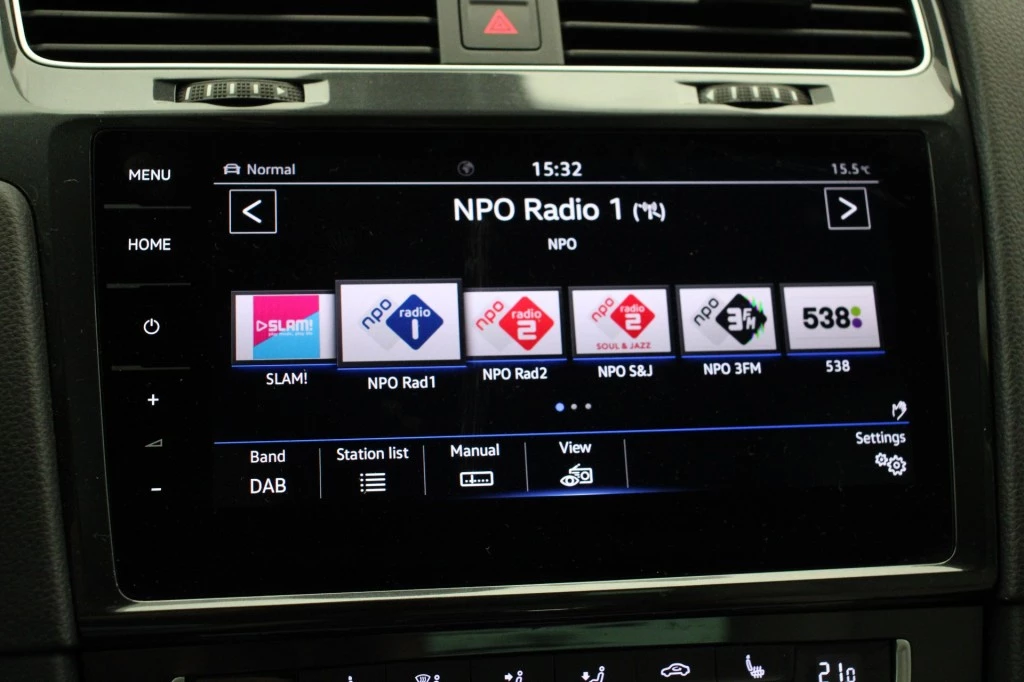 MENU
HOME
+
-
Normal
15:32
15.5°C
<
NPO Radio 1
>
NPO
SLAM!
npo radio 1
npo radio 2
npo radio 2 SOUL & JAZZ
npo 3FM
538
SLAM!
NPO Rad1
NPO Rad2
NPO S&J
NPO 3FM
538
Band
DAB
Station list
Manual
View
Settings
21.0